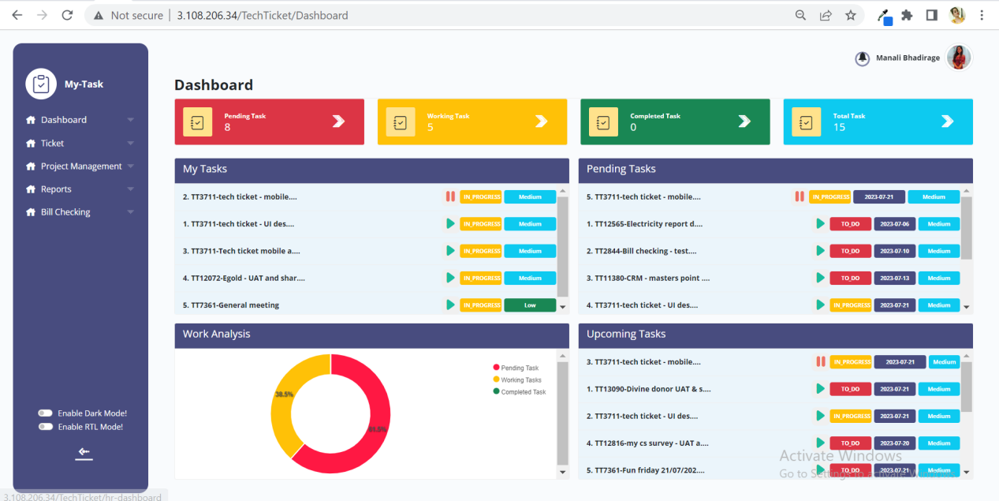 Not secure | 3.108.206.34/TechTicket/Dashboard
Manali Bhadirage
My-Task
Dashboard
Ticket
Project Management
Reports
Bill Checking
Enable Dark Mode!
Enable RTL Mode!
Dashboard
Pending Task
8
Working Task
5
Completed Task
0
Total Task
15
My Tasks
2. TT3711-tech ticket - mobile.... IN_PROGRESS Medium
1. TT3711-tech ticket - UI des.... IN_PROGRESS Medium
3. TT3711-Tech ticket mobile a.... IN_PROGRESS Medium
4. TT12072-Egold - UAT and shar.... IN_PROGRESS Medium
5. TT7361-General meeting IN_PROGRESS Low
Pending Tasks
5. TT3711-tech ticket - mobile.... IN_PROGRESS 2023-07-21 Medium
1. TT12565-Electricity report d.... TO_DO 2023-07-06 Medium
2. TT2844-Bill checking - test.... TO_DO 2023-07-10 Medium
3. TT11380-CRM - masters point .... TO_DO 2023-07-13 Medium
4. TT3711-tech ticket - UI des.... IN_PROGRESS 2023-07-21 Medium
Work Analysis
38.5%
61.5%
Pending Task
Working Tasks
Completed Task
Upcoming Tasks
3. TT3711-tech ticket - mobile.... IN_PROGRESS 2023-07-21 Medium
1. TT13090-Divine donor UAT & s.... TO_DO 2023-07-21 Medium
2. TT3711-tech ticket - UI des.... IN_PROGRESS 2023-07-21 Medium
4. TT12816-my cs survey - UAT a.... TO_DO 2023-07-20 Medium
5. TT7361-Fun friday 21/07/202.... TO_DO 2023-07-21 Medium
Activate Windows
Go to Settings to activate Windows.
3.108.206.34/TechTicket/hr-dashboard